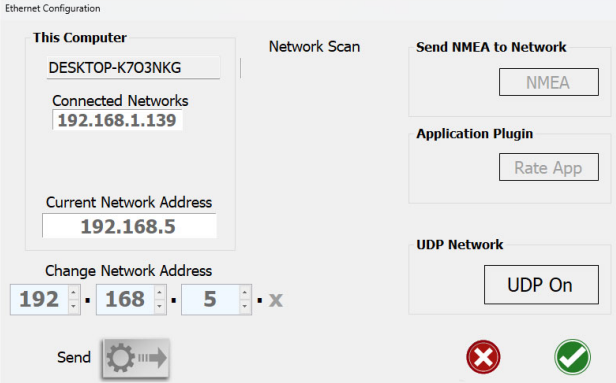 Ethernet Configuration
This Computer
DESKTOP-K7O3NKG
Connected Networks
192.168.1.139
Current Network Address
192.168.5
Change Network Address
192 . 168 . 5 . x
Send
Network Scan
Send NMEA to Network
NMEA
Application Plugin
Rate App
UDP Network
UDP On